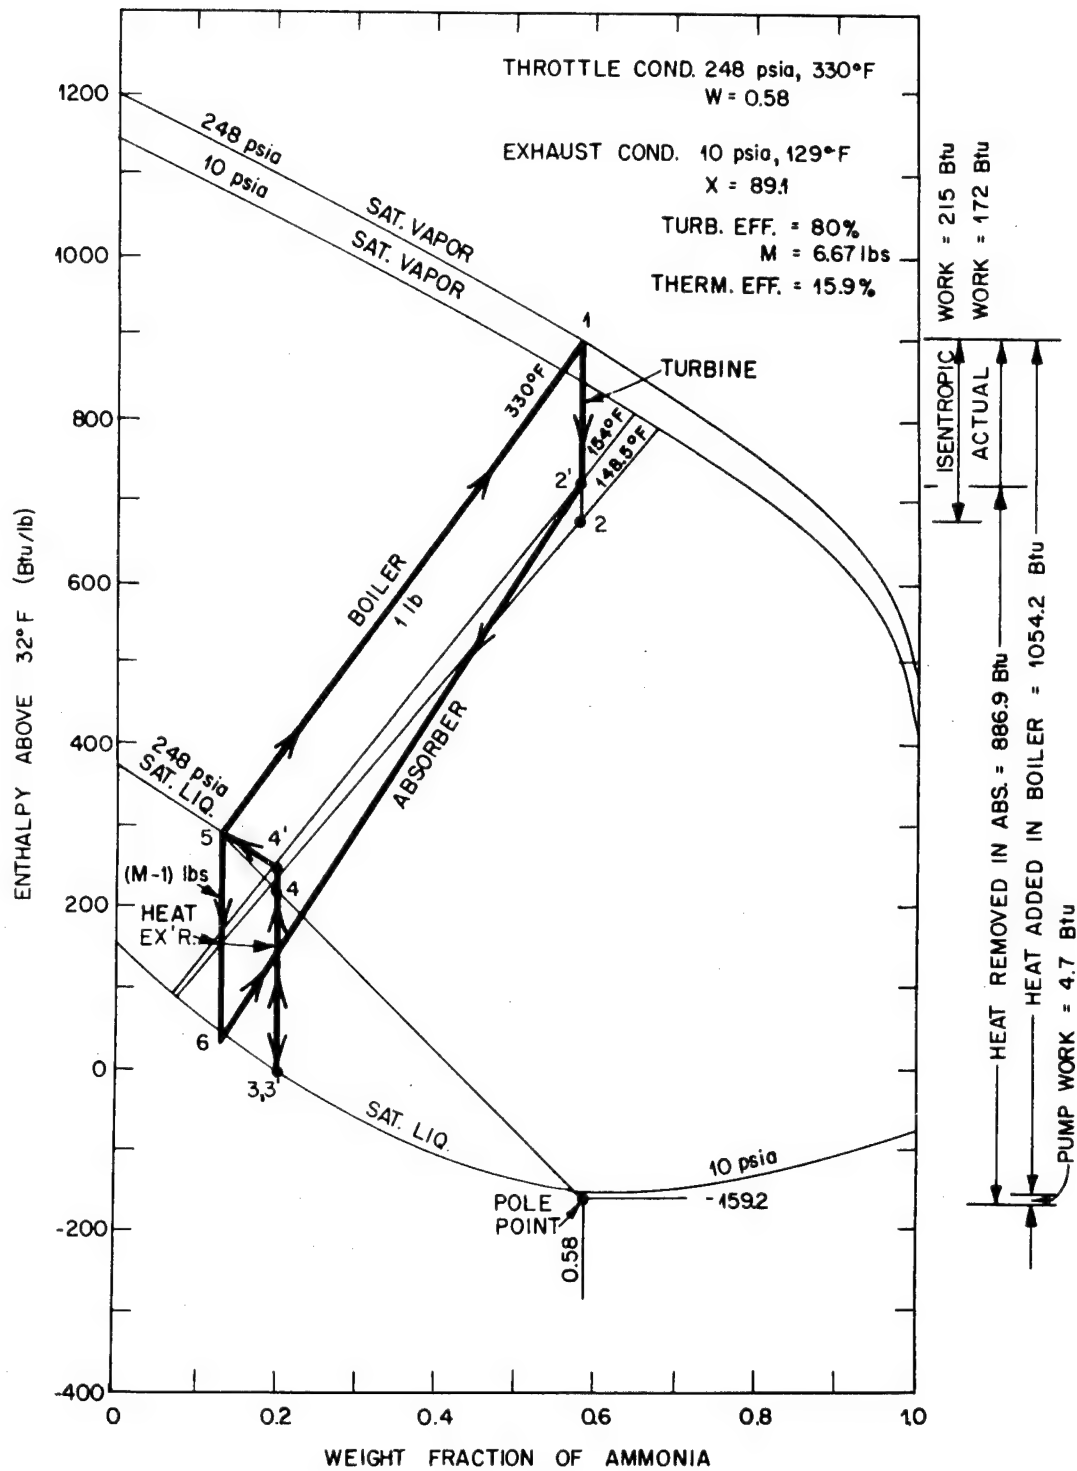 THROTTLE COND. 248 psia, 330°F
W = 0.58
EXHAUST COND. 10 psia, 129°F
X = 89.1
TURB. EFF. = 80%
M = 6.67 lbs
THERM. EFF. = 15.9%
1200
1000
800
600
400
200
0
-200
-400
ENTHALPY ABOVE 32°F (Btu/lb)
0
0.2
0.4
0.6
0.8
1.0
WEIGHT FRACTION OF AMMONIA
248 psia
10 psia
SAT. VAPOR
SAT. VAPOR
1
TURBINE
330°F
154°F
148.5°F
2'
2
BOILER
1 lb
ABSORBER
248 psia
SAT. LIQ.
5
4'
4
(M-1) lbs
HEAT
EX'R.
6
3,3'
SAT. LIQ.
10 psia
POLE
POINT
-159.2
0.58
ISENTROPIC WORK = 215 Btu
ACTUAL WORK = 172 Btu
HEAT REMOVED IN ABS. = 886.9 Btu
HEAT ADDED IN BOILER = 1054.2 Btu
PUMP WORK = 4.7 Btu